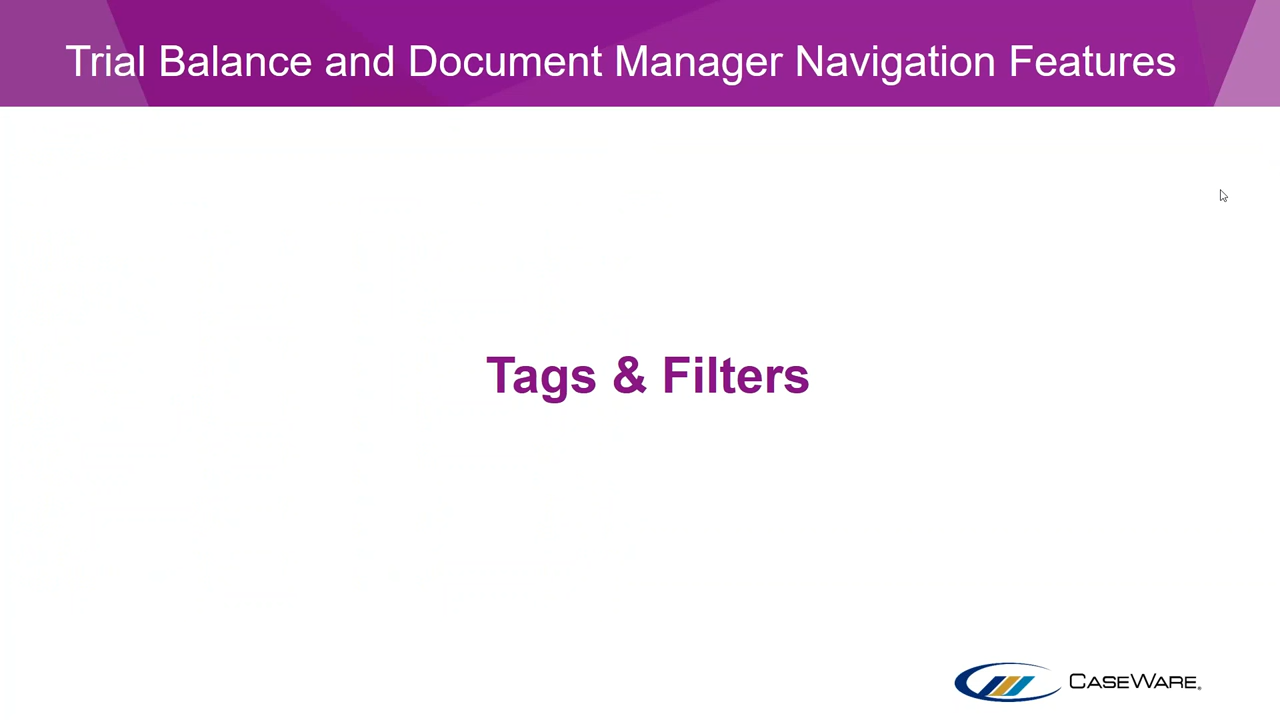 Trial Balance and Document Manager Navigation Features
Tags & Filters
CASEWARE®